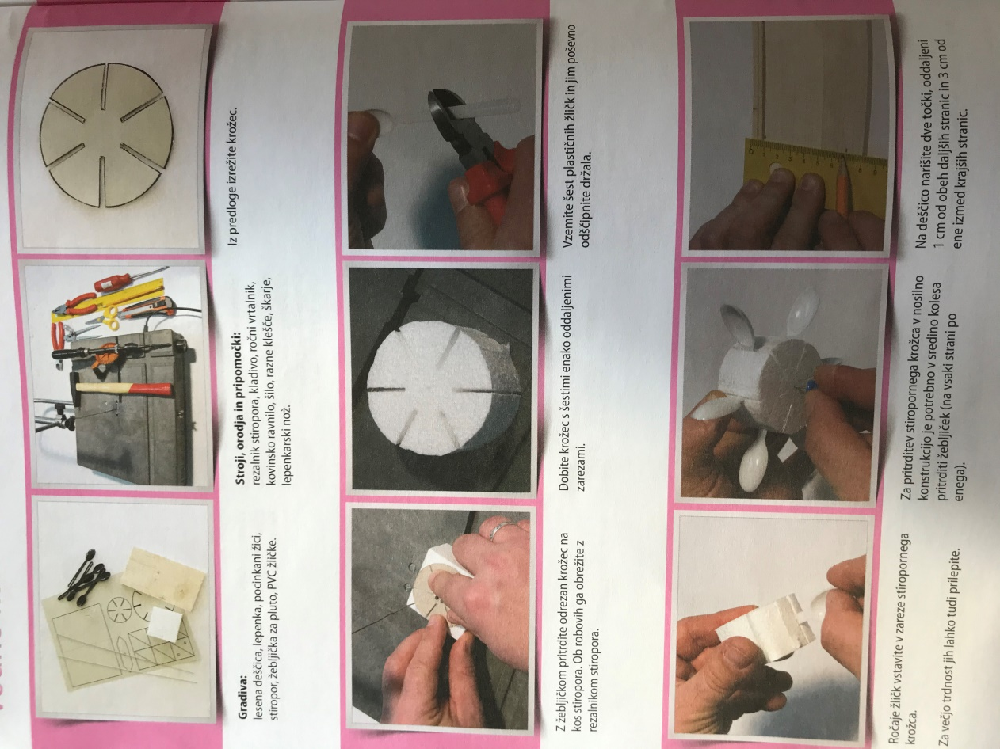 Gradiva:
lesena deščica, lepenka, pocinkani žici,
stiropor, žebljička za pluto, PVC žličke.
Stroji, orodja in pripomočki:
rezalnik stiropora, kladivo, ročni vrtalnik,
kovinsko ravnilo, šilo, razne klešče, škarje,
lepenkarski nož.
Iz predloge izrežite krožec.
Z žebljičkom pritrdite odrezan krožec na
kos stiropora. Ob robovih ga obrežite z
rezalnikom stiropora.
Dobite krožec s šestimi enako oddaljenimi
zarezami.
Vzemite šest plastičnih žličk in jim poševno
odščipnite držala.
Ročaje žličk vstavite v zareze stiropornega
krožca.
Za večjo trdnost jih lahko tudi prilepite.
Za pritrditev stiropornega krožca v nosilno
konstrukcijo je potrebno v sredino kolesa
pritrditi žebljiček (na vsaki strani po
enega).
Na deščico narišite dve točki, oddaljeni
1 cm od obeh daljših stranic in 3 cm od
ene izmed krajših stranic.